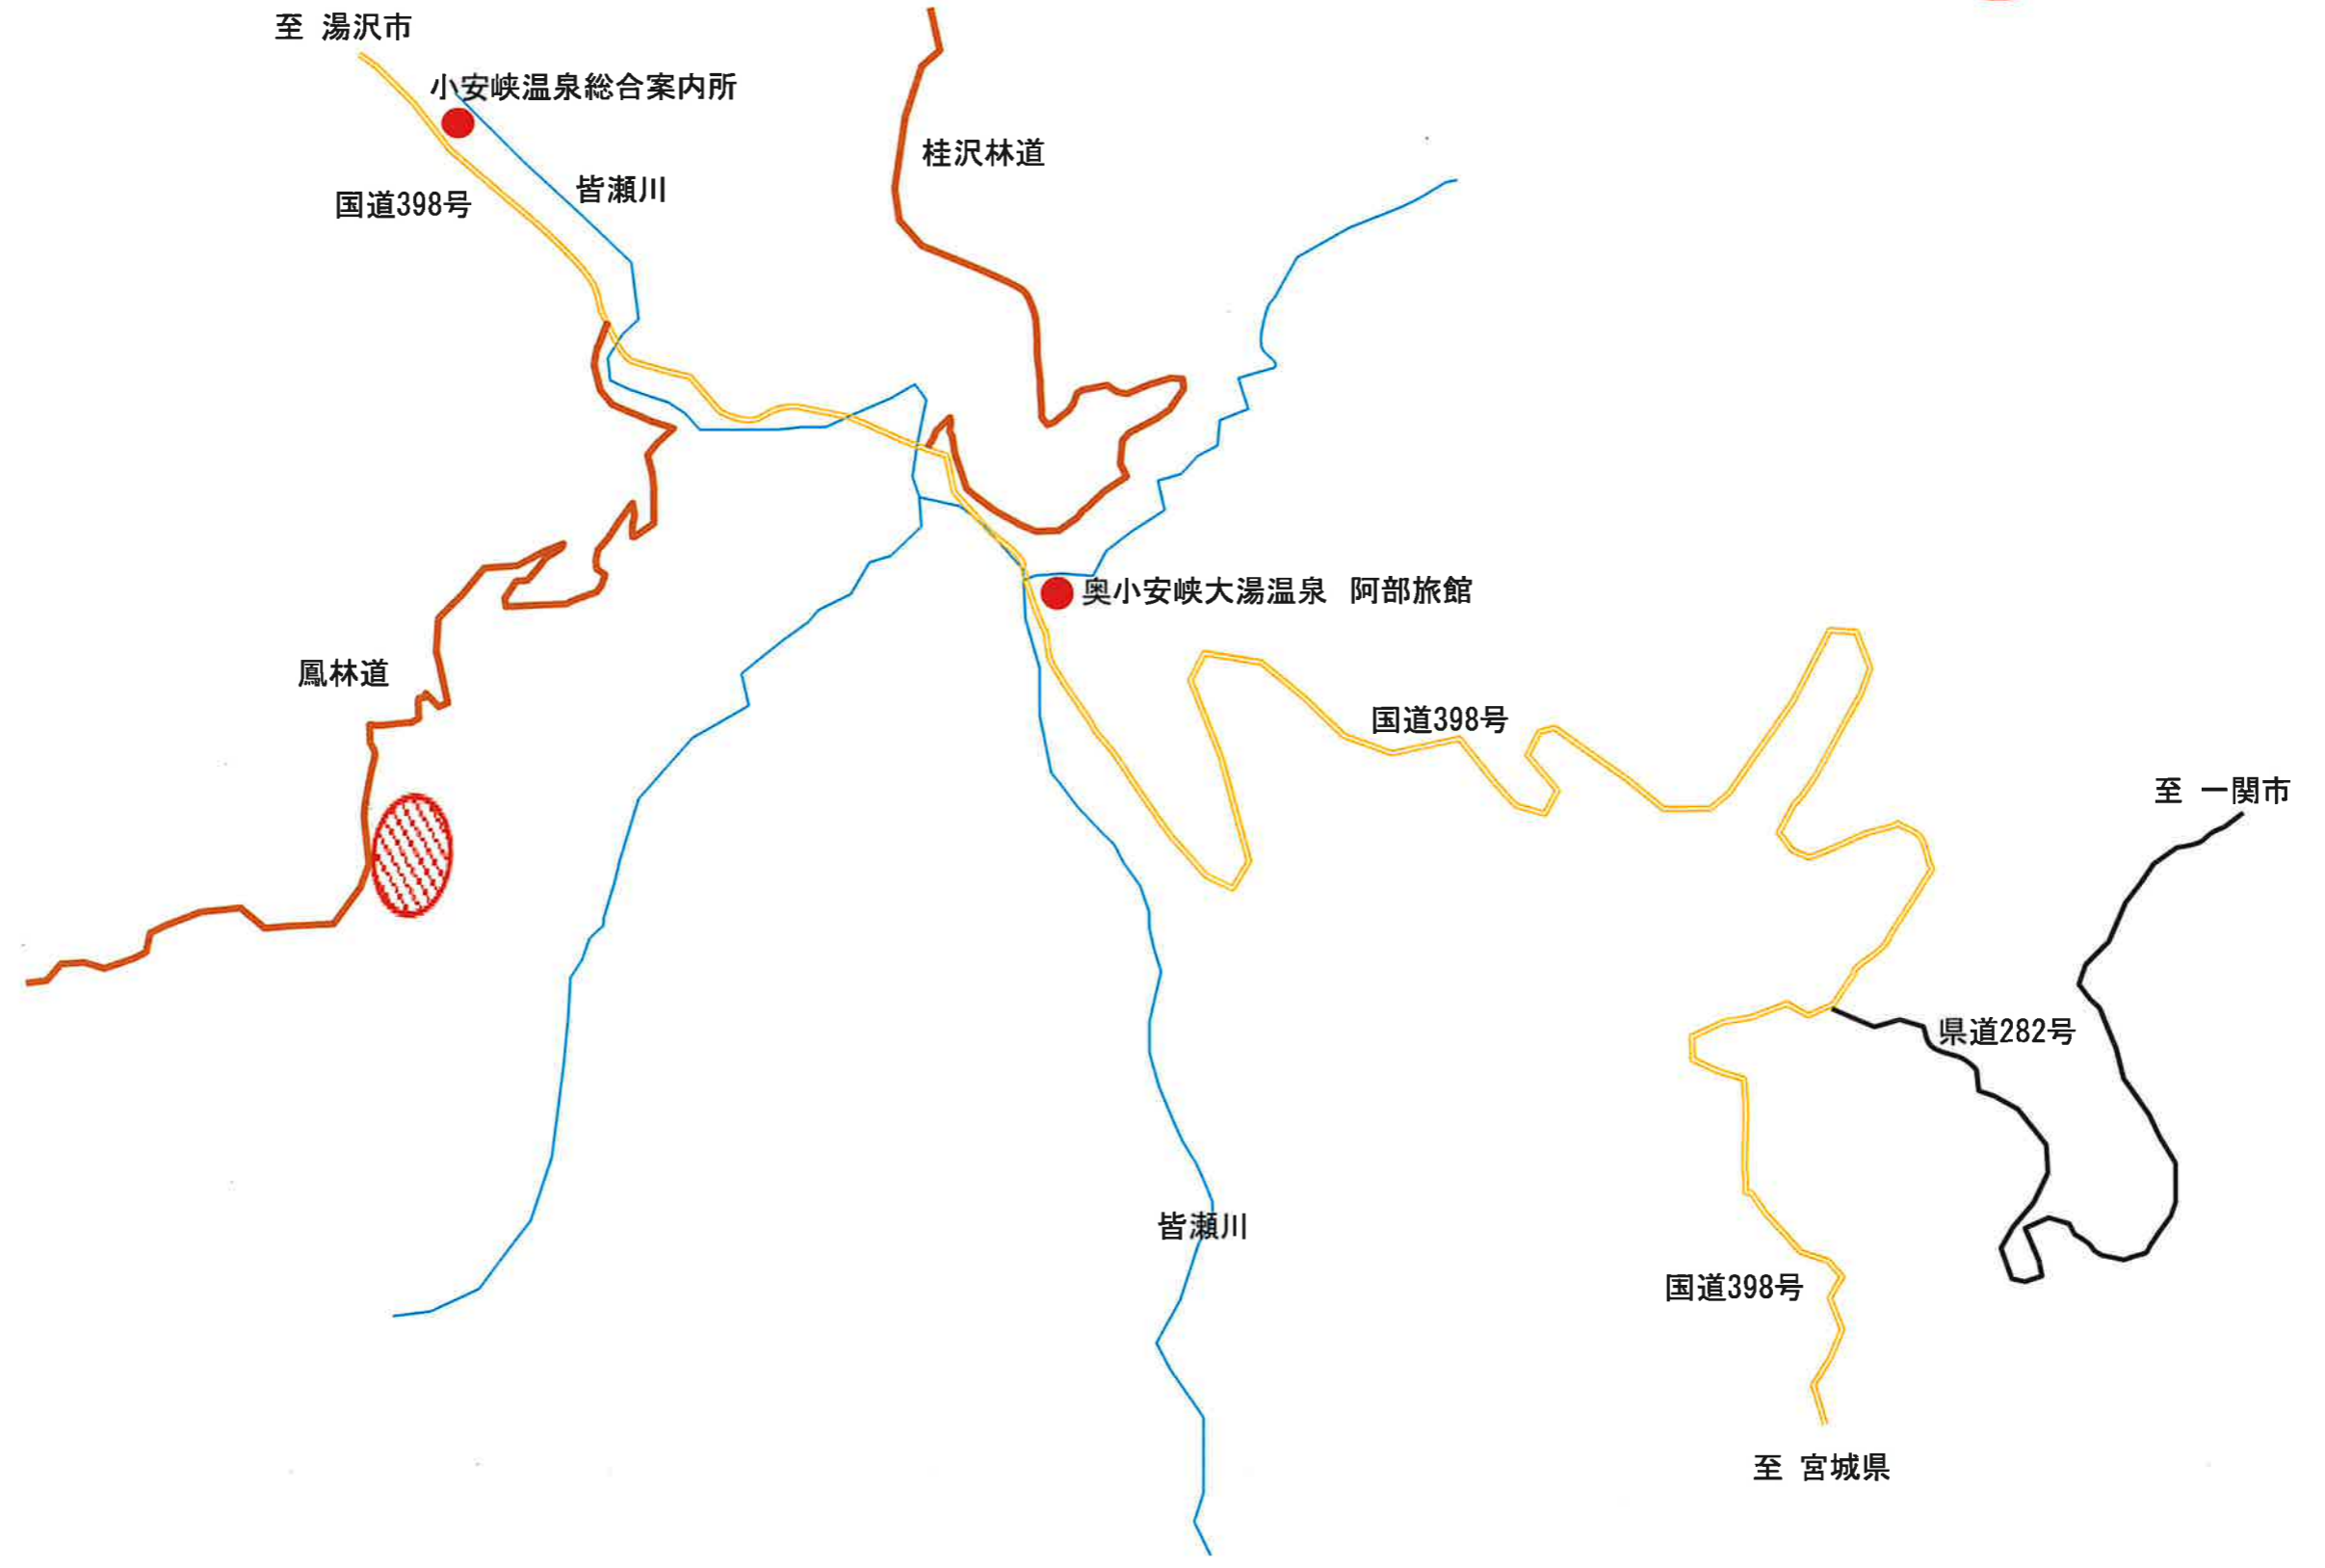 至 湯沢市
小安峡温泉総合案内所
桂沢林道
皆瀬川
国道398号
奥小安峡大湯温泉 阿部旅館
鳳林道
国道398号
至 一関市
県道282号
皆瀬川
国道398号
至 宮城県